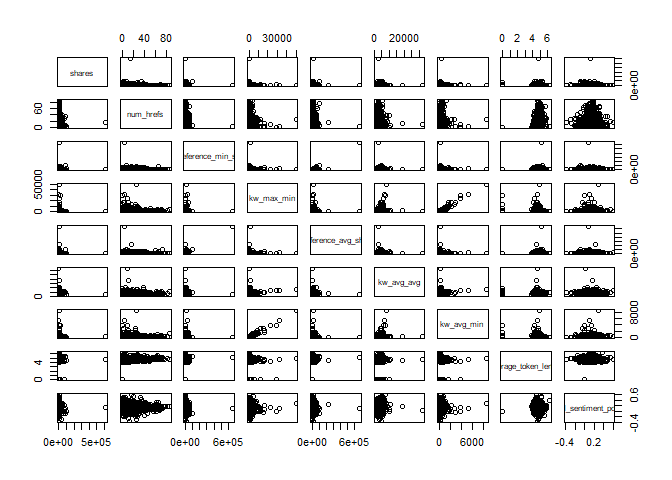 0 40 80
0 30000
0 20000
0 2 4 6
shares
0e+00
0 60
num_hrefs
eference_min_s
0e+00
0 50000
kw_max_min
ference_avg_sh
0e+00
0
kw_avg_avg
kw_avg_min
0 8000
4
0
rage_token_len
_sentiment_po
-0.4 0.6
0e+00 5e+05
0e+00 6e+05
0e+00 6e+05
0 6000
-0.4 0.2